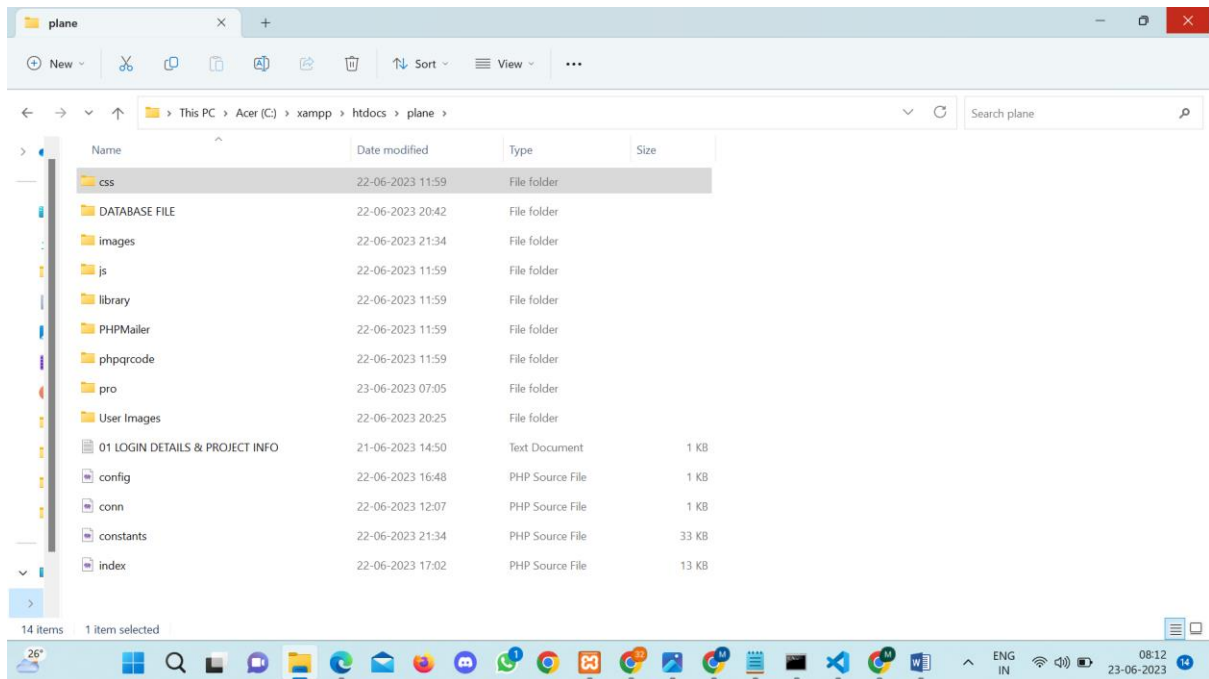 plane
New
Sort
View
This PC > Acer (C:) > xampp > htdocs > plane >
Search plane
Name Date modified Type Size
css 22-06-2023 11:59 File folder
DATABASE FILE 22-06-2023 20:42 File folder
images 22-06-2023 21:34 File folder
js 22-06-2023 11:59 File folder
library 22-06-2023 11:59 File folder
PHPMailer 22-06-2023 11:59 File folder
phpqrcode 22-06-2023 11:59 File folder
pro 23-06-2023 07:05 File folder
User Images 22-06-2023 20:25 File folder
01 LOGIN DETAILS & PROJECT INFO 21-06-2023 14:50 Text Document 1 KB
config 22-06-2023 16:48 PHP Source File 1 KB
conn 22-06-2023 12:07 PHP Source File 1 KB
constants 22-06-2023 21:34 PHP Source File 33 KB
index 22-06-2023 17:02 PHP Source File 13 KB
14 items 1 item selected
26°
ENG
IN
08:12
23-06-2023
14